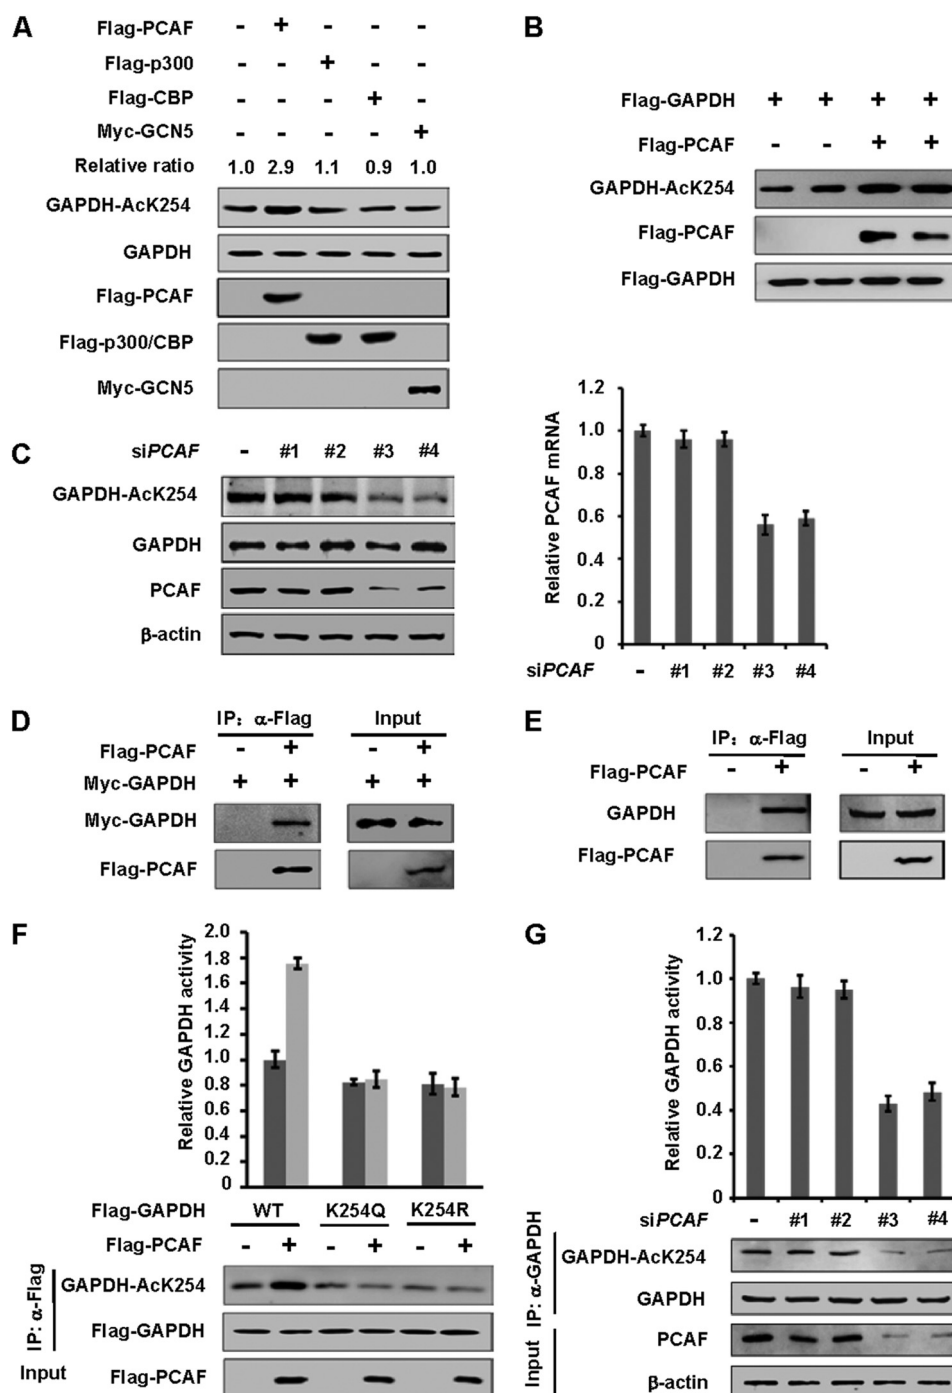 A
Flag-PCAF - + - - -
Flag-p300 - - + - -
Flag-CBP - - - + -
Myc-GCN5 - - - - +
Relative ratio 1.0 2.9 1.1 0.9 1.0
GAPDH-AcK254
GAPDH
Flag-PCAF
Flag-p300/CBP
Myc-GCN5
B
Flag-GAPDH + + + +
Flag-PCAF - - + +
GAPDH-AcK254
Flag-PCAF
Flag-GAPDH
C
siPCAF - #1 #2 #3 #4
GAPDH-AcK254
GAPDH
PCAF
β-actin
Relative PCAF mRNA
1.2
1.0
0.8
0.6
0.4
0.2
0
siPCAF - #1 #2 #3 #4
D
IP: α-Flag Input
Flag-PCAF - + - +
Myc-GAPDH + + + +
Myc-GAPDH
Flag-PCAF
E
IP: α-Flag Input
Flag-PCAF - + - +
GAPDH
Flag-PCAF
F
Relative GAPDH activity
2.0
1.8
1.6
1.4
1.2
1.0
0.8
0.6
0.4
0.2
0
Flag-GAPDH WT K254Q K254R
Flag-PCAF - + - + - +
IP: α-Flag
GAPDH-AcK254
Flag-GAPDH
Input
Flag-PCAF
G
Relative GAPDH activity
1.2
1.0
0.8
0.6
0.4
0.2
0
siPCAF - #1 #2 #3 #4
IP: α-GAPDH
GAPDH-AcK254
GAPDH
Input
PCAF
β-actin